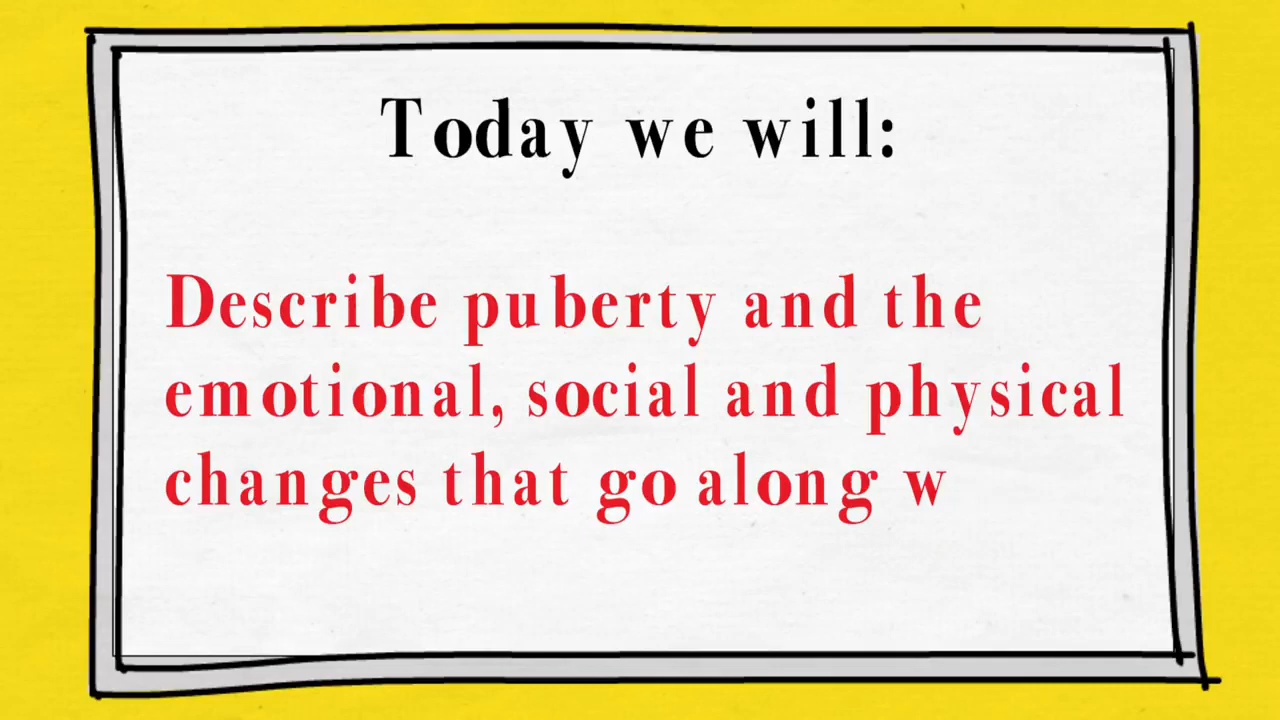 Today we will:
Describe puberty and the
emotional, social and physical
changes that go along w